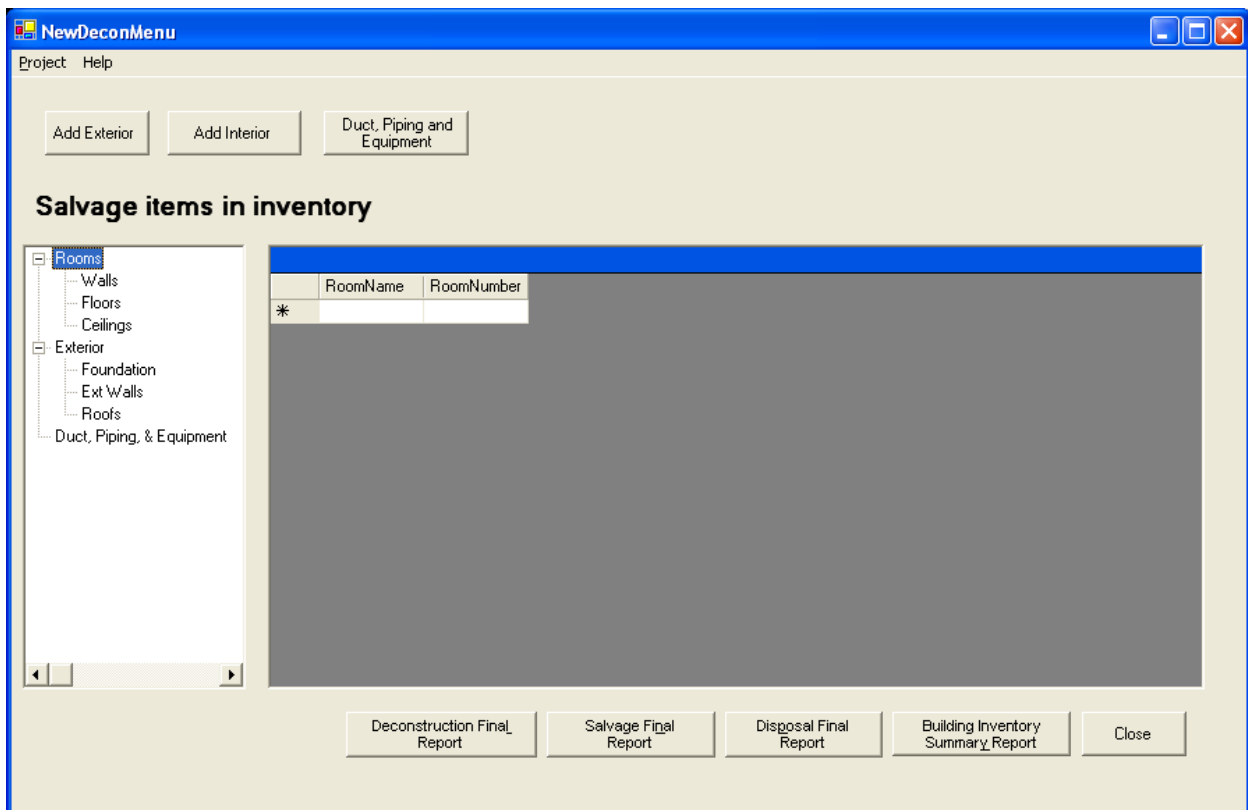 NewDeconMenu
Project Help
Add Exterior
Add Interior
Duct, Piping and
Equipment
Salvage items in inventory
Rooms
Walls
Floors
Ceilings
Exterior
Foundation
Ext Walls
Roofs
Duct, Piping, & Equipment
RoomName RoomNumber
Deconstruction Final
Report
Salvage Final
Report
Disposal Final
Report
Building Inventory
Summary Report
Close